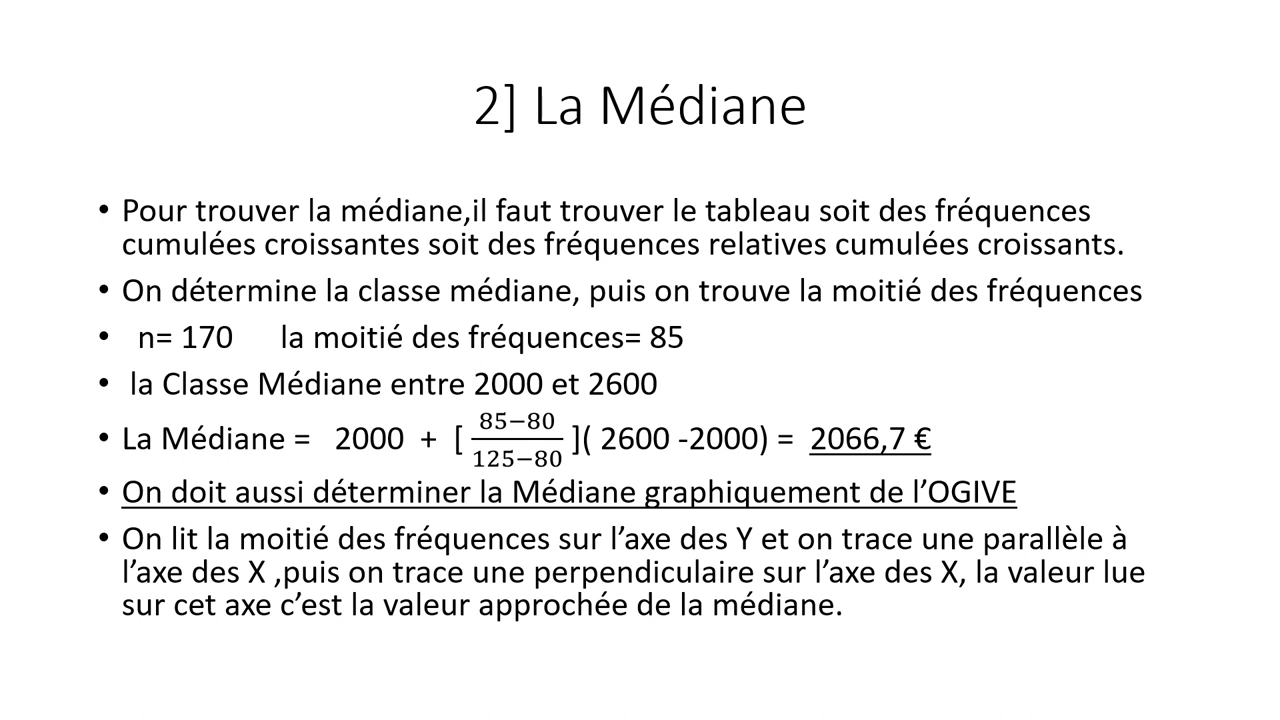 2] La Médiane
• Pour trouver la médiane,il faut trouver le tableau soit des fréquences
cumulées croissantes soit des fréquences relatives cumulées croissants.
• On détermine la classe médiane, puis on trouve la moitié des fréquences
• n= 170 la moitié des fréquences= 85
• la Classe Médiane entre 2000 et 2600
• La Médiane = 2000 + [ 85−80 / 125−80 ]( 2600 -2000) = 2066,7 €
• On doit aussi déterminer la Médiane graphiquement de l’OGIVE
• On lit la moitié des fréquences sur l’axe des Y et on trace une parallèle à
l’axe des X ,puis on trace une perpendiculaire sur l’axe des X, la valeur lue
sur cet axe c’est la valeur approchée de la médiane.